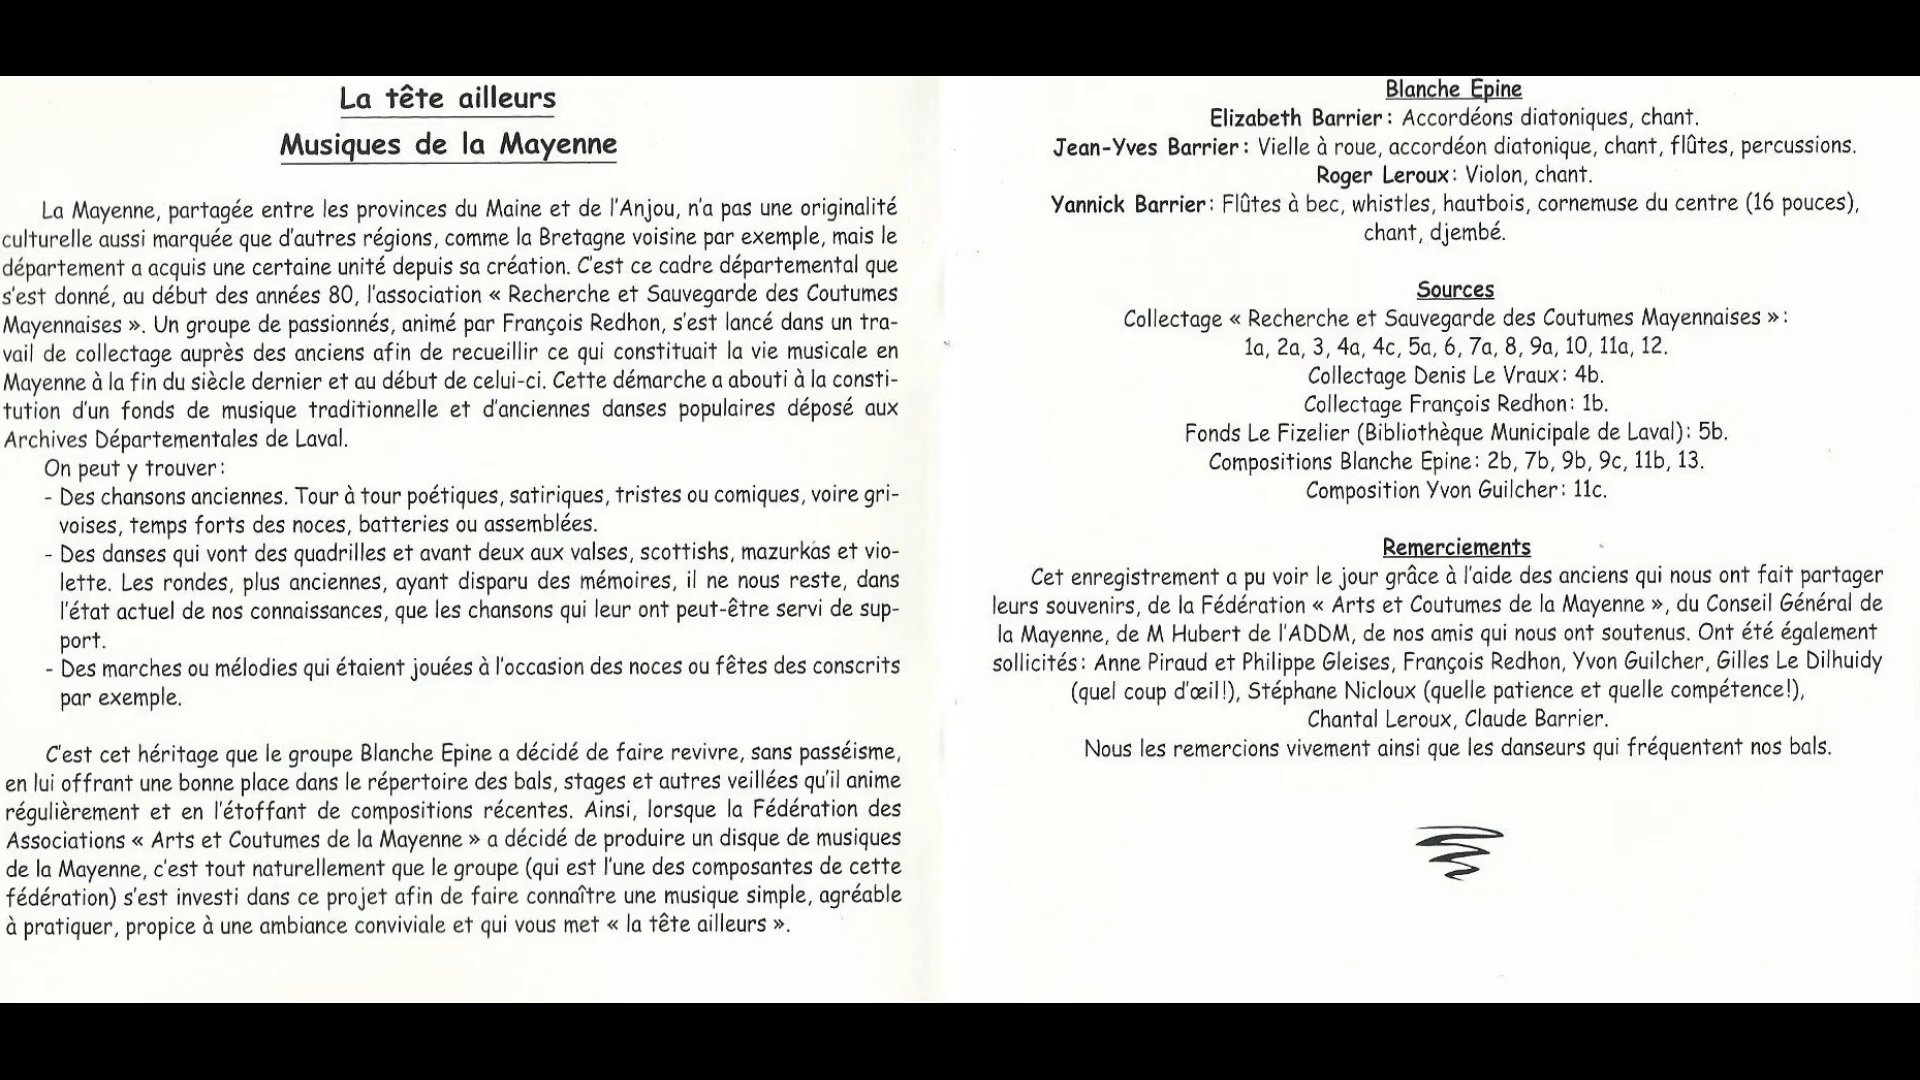 La tête ailleurs
Musiques de la Mayenne
La Mayenne, partagée entre les provinces du Maine et de l'Anjou, n'a pas une originalité
culturelle aussi marquée que d'autres régions, comme la Bretagne voisine par exemple, mais le
département a acquis une certaine unité depuis sa création. C'est ce cadre départemental que
s'est donné, au début des années 80, l'association « Recherche et Sauvegarde des Coutumes
Mayennaises ». Un groupe de passionnés, animé par François Redhon, s'est lancé dans un tra-
vail de collectage auprès des anciens afin de recueillir ce qui constituait la vie musicale en
Mayenne à la fin du siècle dernier et au début de celui-ci. Cette démarche a abouti à la consti-
tution d'un fonds de musique traditionnelle et d'anciennes danses populaires déposé aux
Archives Départementales de Laval.
On peut y trouver:
- Des chansons anciennes. Tour à tour poétiques, satiriques, tristes ou comiques, voire gri-
voises, temps forts des noces, batteries ou assemblées.
- Des danses qui vont des quadrilles et avant deux aux valses, scottishs, mazurkas et vio-
lette. Les rondes, plus anciennes, ayant disparu des mémoires, il ne nous reste, dans
l'état actuel de nos connaissances, que les chansons qui leur ont peut-être servi de sup-
port.
- Des marches ou mélodies qui étaient jouées à l'occasion des noces ou fêtes des conscrits
par exemple.
C'est cet héritage que le groupe Blanche Epine a décidé de faire revivre, sans passéisme,
en lui offrant une bonne place dans le répertoire des bals, stages et autres veillées qu'il anime
régulièrement et en l'étoffant de compositions récentes. Ainsi, lorsque la Fédération des
Associations « Arts et Coutumes de la Mayenne » a décidé de produire un disque de musiques
de la Mayenne, c'est tout naturellement que le groupe (qui est l'une des composantes de cette
fédération) s'est investi dans ce projet afin de faire connaître une musique simple, agréable
à pratiquer, propice à une ambiance conviviale et qui vous met « la tête ailleurs ».
Blanche Epine
Elizabeth Barrier: Accordéons diatoniques, chant.
Jean-Yves Barrier: Vielle à roue, accordéon diatonique, chant, flûtes, percussions.
Roger Leroux: Violon, chant.
Yannick Barrier: Flûtes à bec, whistles, hautbois, cornemuse du centre (16 pouces),
chant, djembé.
Sources
Collectage « Recherche et Sauvegarde des Coutumes Mayennaises »:
1a, 2a, 3, 4a, 4c, 5a, 6, 7a, 8, 9a, 10, 11a, 12.
Collectage Denis Le Vraux: 4b.
Collectage François Redhon: 1b.
Fonds Le Fizelier (Bibliothèque Municipale de Laval): 5b.
Compositions Blanche Epine: 2b, 7b, 9b, 9c, 11b, 13.
Composition Yvon Guilcher: 11c.
Remerciements
Cet enregistrement a pu voir le jour grâce à l'aide des anciens qui nous ont fait partager
leurs souvenirs, de la Fédération « Arts et Coutumes de la Mayenne », du Conseil Général de
la Mayenne, de M Hubert de l'ADDM, de nos amis qui nous ont soutenus. Ont été également
sollicités: Anne Piraud et Philippe Gleises, François Redhon, Yvon Guilcher, Gilles Le Dilhuidy
(quel coup d'œil!), Stéphane Nicloux (quelle patience et quelle compétence!),
Chantal Leroux, Claude Barrier.
Nous les remercions vivement ainsi que les danseurs qui fréquentent nos bals.